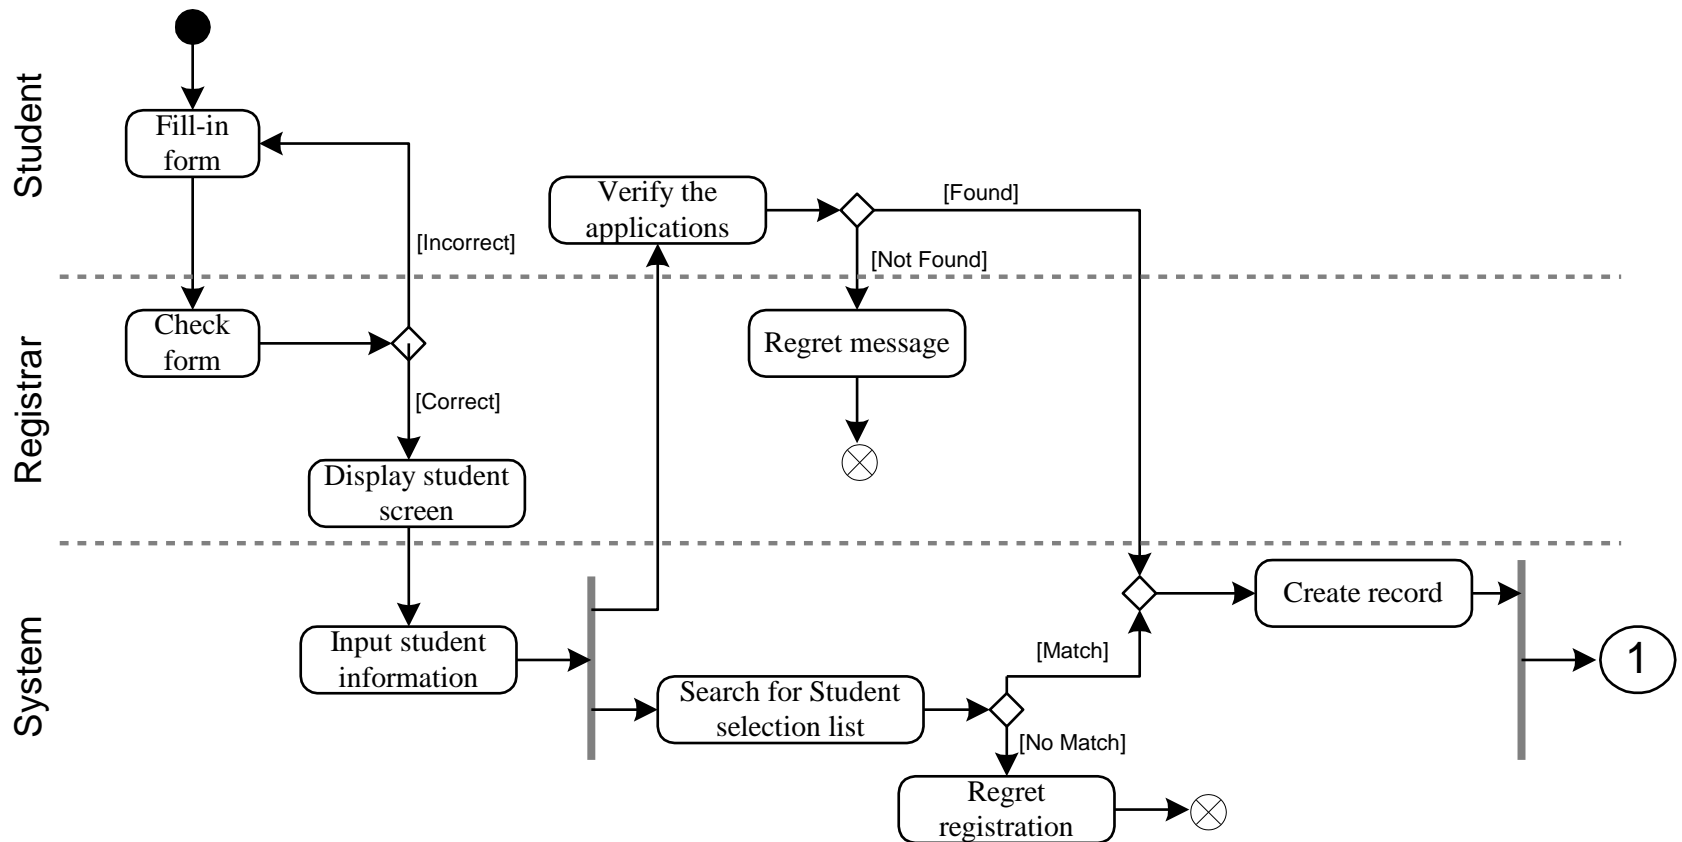 Student
Fill-in
form
[Incorrect]
Verify the
applications
[Found]
[Not Found]
Registrar
Check
form
[Correct]
Display student
screen
Regret message
System
Input student
information
Search for Student
selection list
[Match]
[No Match]
Regret
registration
Create record
1